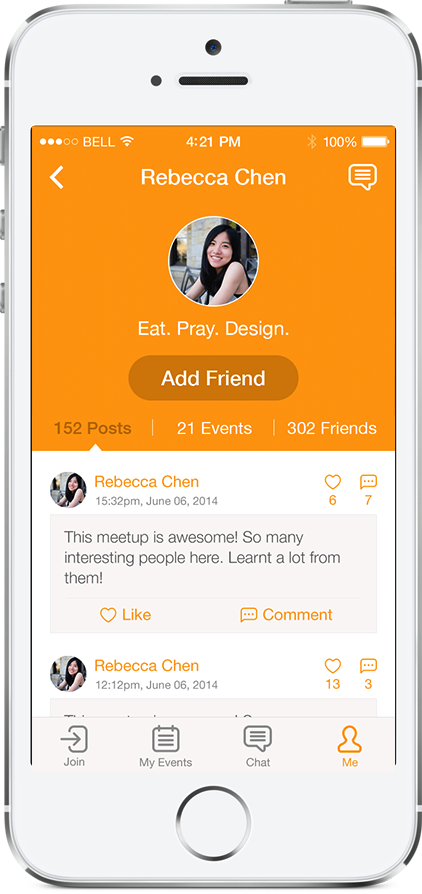 BELL 4:21 PM 100%
Rebecca Chen
Eat. Pray. Design.
Add Friend
152 Posts 21 Events 302 Friends
Rebecca Chen
15:32pm, June 06, 2014
6 7
This meetup is awesome! So many
interesting people here. Learnt a lot from
them!
Like Comment
Rebecca Chen
12:12pm, June 06, 2014
13 3
Join My Events Chat Me